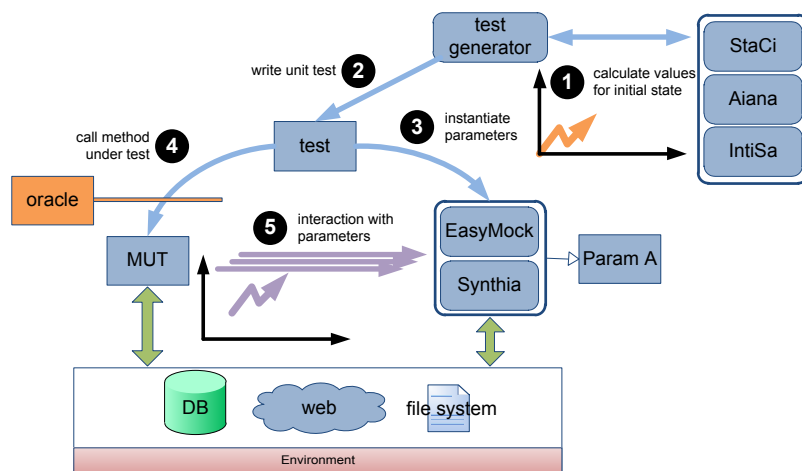 test
generator
StaCi
Aiana
IntiSa
1
calculate values
for initial state
2
write unit test
3
instantiate
parameters
4
call method
under test
test
oracle
MUT
5
interaction with
parameters
EasyMock
Synthia
Param A
DB
web
file system
Environment